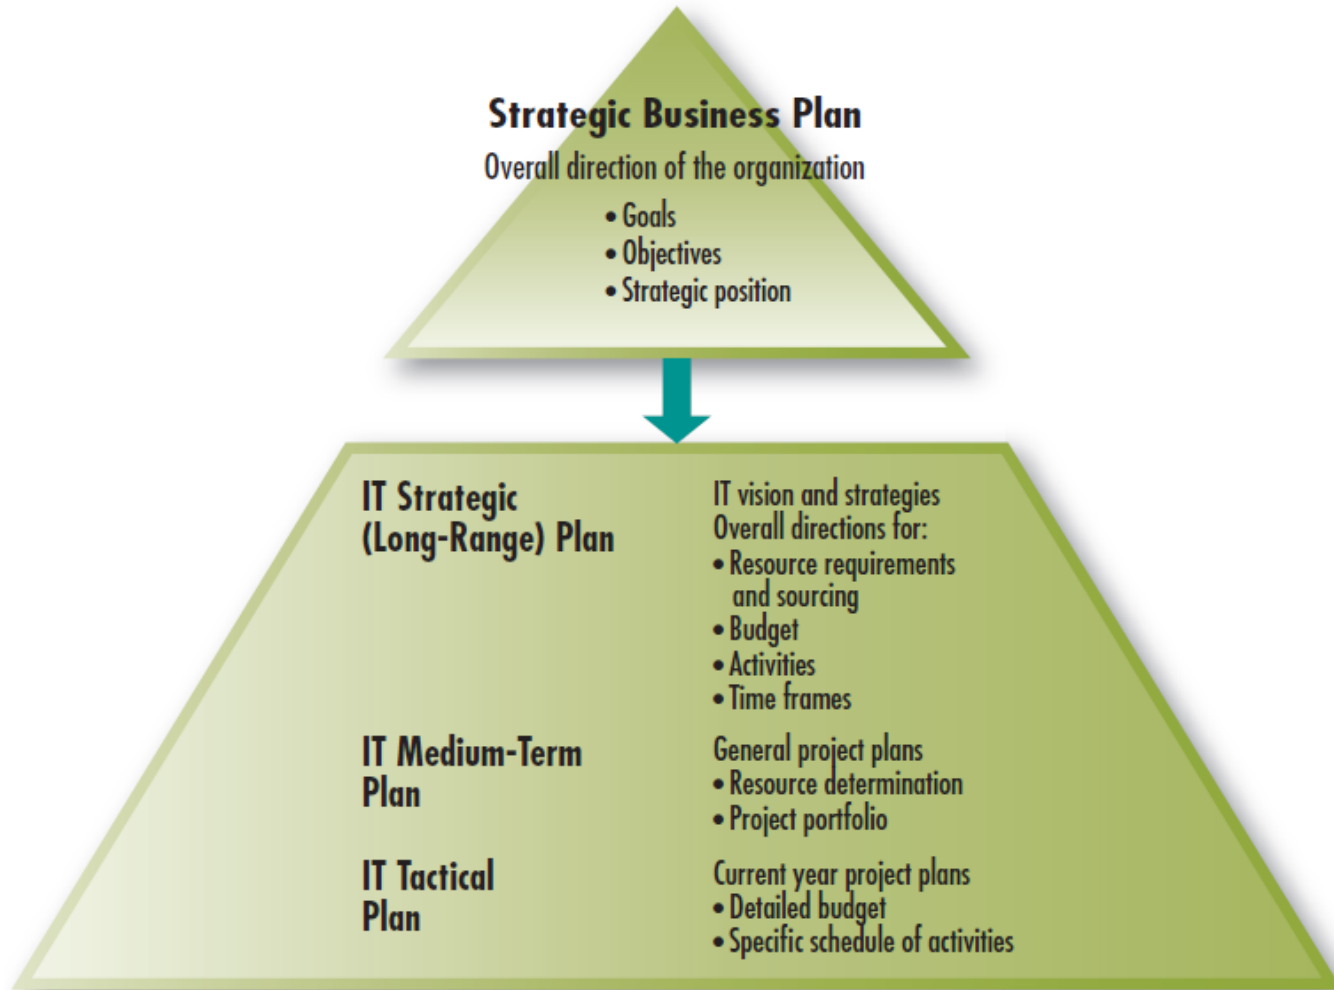 Strategic Business Plan
Overall direction of the organization
• Goals
• Objectives
• Strategic position
IT Strategic
(Long-Range) Plan
IT vision and strategies
Overall directions for:
• Resource requirements
and sourcing
• Budget
• Activities
• Time frames
IT Medium-Term
Plan
General project plans
• Resource determination
• Project portfolio
IT Tactical
Plan
Current year project plans
• Detailed budget
• Specific schedule of activities